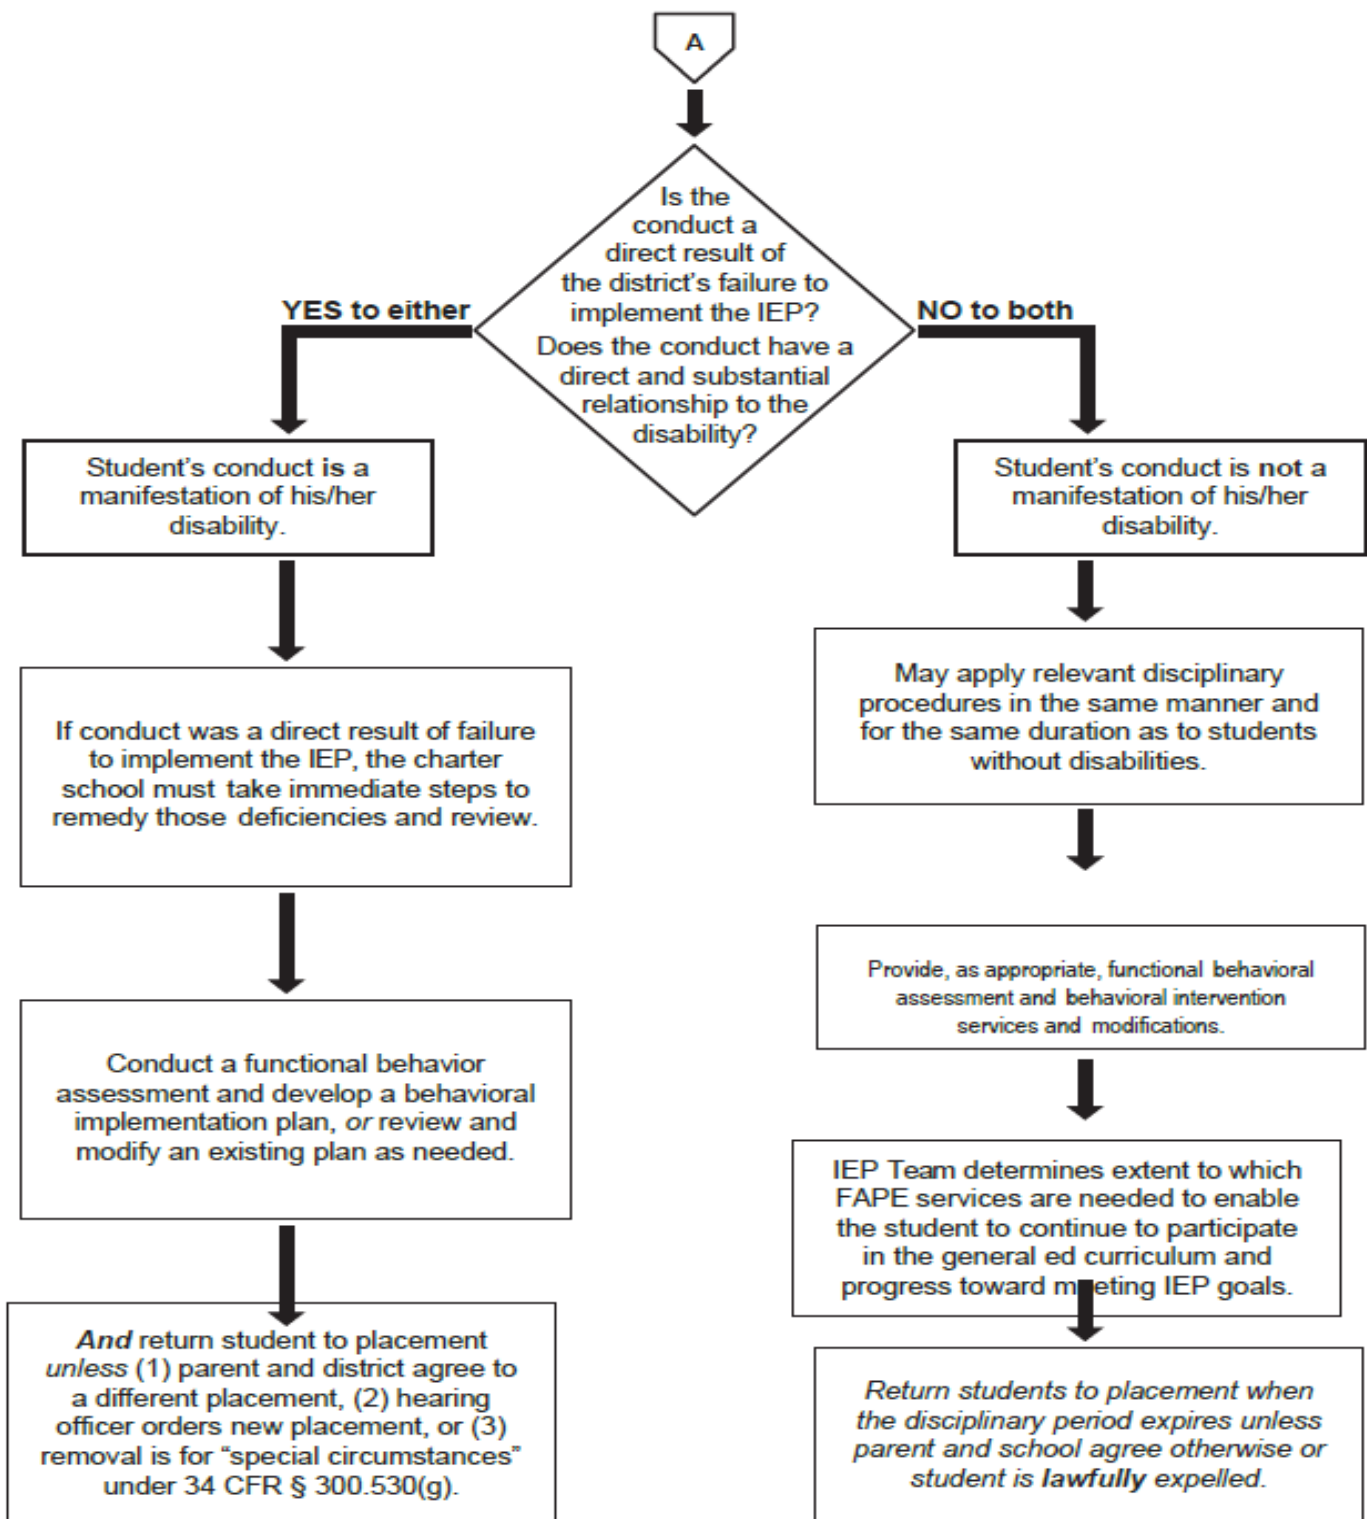 A
Is the
conduct a
direct result of
the district’s failure to
implement the IEP?
Does the conduct have a
direct and substantial
relationship to the
disability?
YES to either
NO to both
Student’s conduct is a
manifestation of his/her
disability.
If conduct was a direct result of failure
to implement the IEP, the charter
school must take immediate steps to
remedy those deficiencies and review.
Conduct a functional behavior
assessment and develop a behavioral
implementation plan, or review and
modify an existing plan as needed.
And return student to placement
unless (1) parent and district agree to
a different placement, (2) hearing
officer orders new placement, or (3)
removal is for “special circumstances”
under 34 CFR § 300.530(g).
Student’s conduct is not a
manifestation of his/her
disability.
May apply relevant disciplinary
procedures in the same manner and
for the same duration as to students
without disabilities.
Provide, as appropriate, functional behavioral
assessment and behavioral intervention
services and modifications.
IEP Team determines extent to which
FAPE services are needed to enable
the student to continue to participate
in the general ed curriculum and
progress toward meeting IEP goals.
Return students to placement when
the disciplinary period expires unless
parent and school agree otherwise or
student is lawfully expelled.